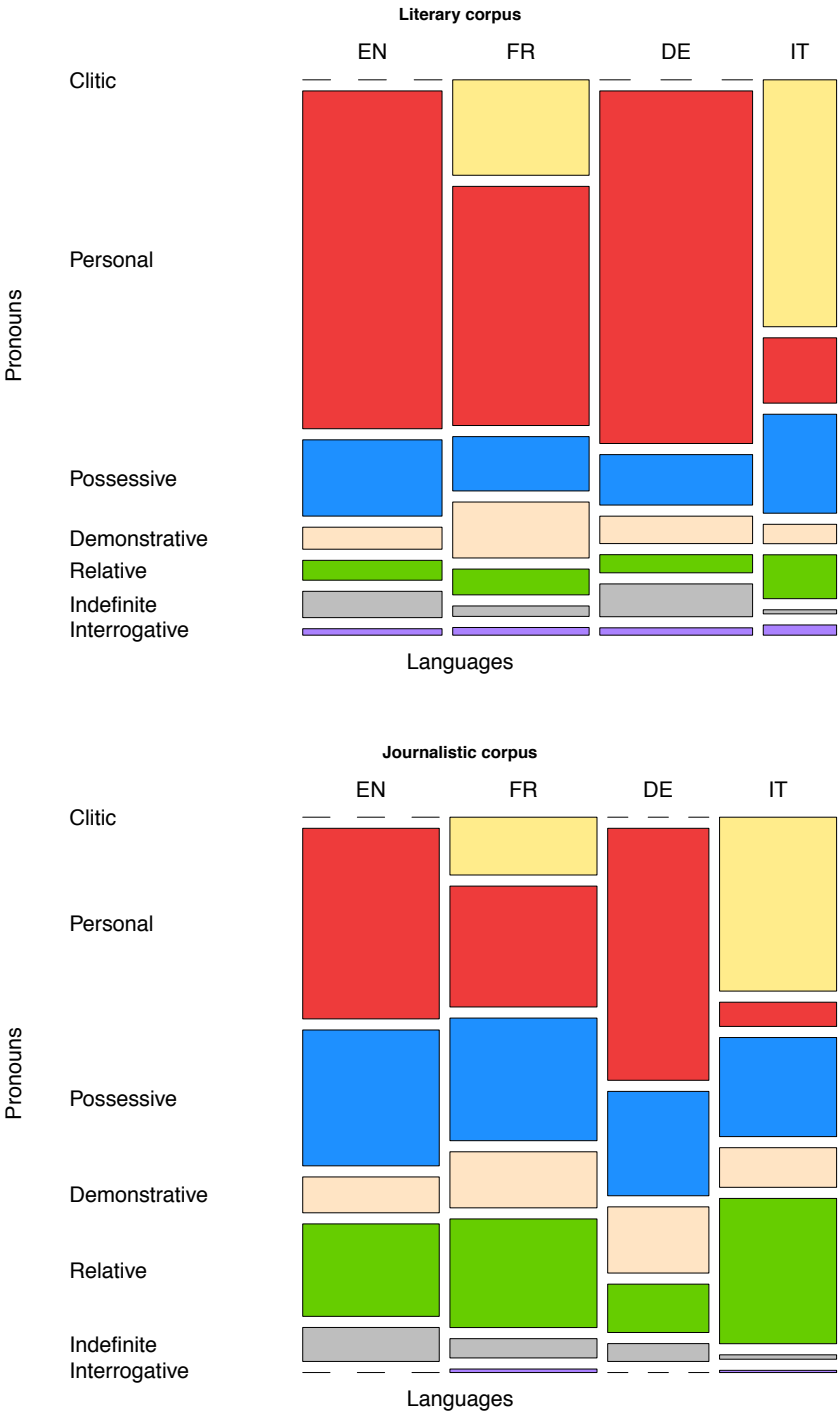 Literary corpus
EN FR DE IT
Clitic
Personal
Pronouns
Possessive
Demonstrative
Relative
Indefinite
Interrogative
Languages
Journalistic corpus
EN FR DE IT
Clitic
Personal
Pronouns
Possessive
Demonstrative
Relative
Indefinite
Interrogative
Languages